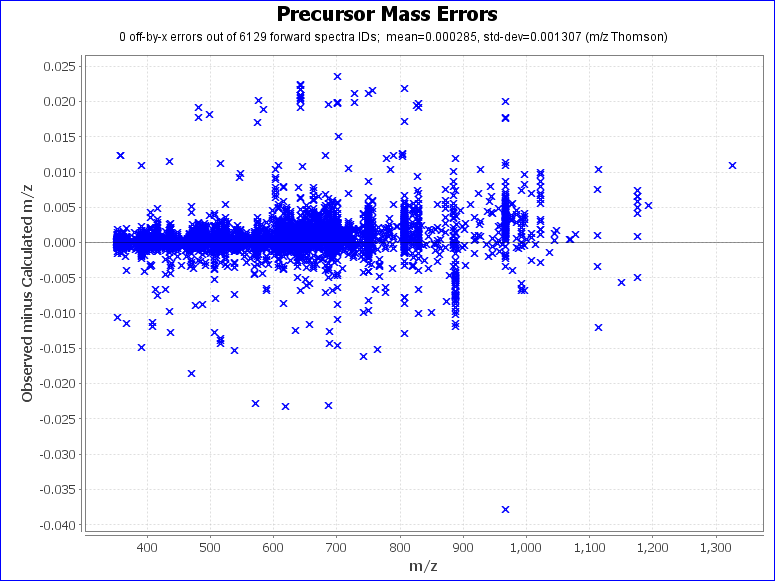 Precursor Mass Errors
0 off-by-x errors out of 6129 forward spectra IDs;  mean=0.000285, std-dev=0.001307 (m/z Thomson)
Observed minus Calculated m/z
0.025
0.020
0.015
0.010
0.005
0.000
-0.005
-0.010
-0.015
-0.020
-0.025
-0.030
-0.035
-0.040
400 500 600 700 800 900 1,000 1,100 1,200 1,300
m/z